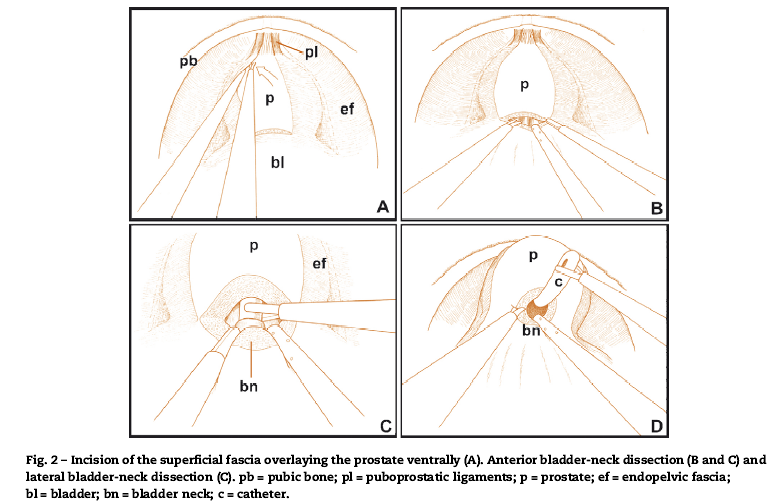 pb
pl
p
ef
bl
A
p
B
p
ef
bn
C
p
c
bn
D
Fig. 2 – Incision of the superficial fascia overlaying the prostate ventrally (A). Anterior bladder-neck dissection (B and C) and
lateral bladder-neck dissection (C). pb = pubic bone; pl = puboprostatic ligaments; p = prostate; ef = endopelvic fascia;
bl = bladder; bn = bladder neck; c = catheter.